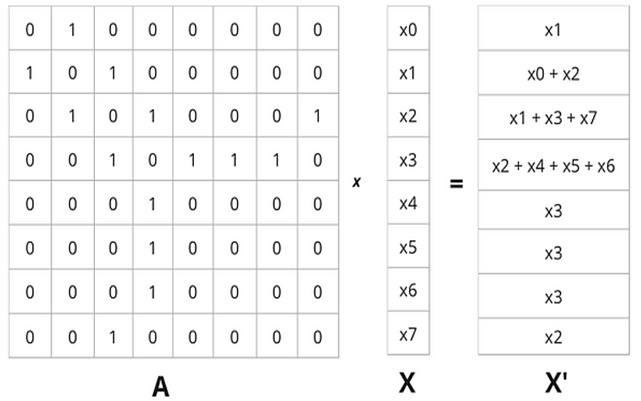 0 1 0 0 0 0 0 0 x0 x1
1 0 1 0 0 0 0 0 x1 x0 + x2
0 1 0 1 0 0 0 1 x2 x1 + x3 + x7
0 0 1 0 1 1 1 0 x3 x2 + x4 + x5 + x6
x =
0 0 0 1 0 0 0 0 x4 x3
0 0 0 1 0 0 0 0 x5 x3
0 0 0 1 0 0 0 0 x6 x3
0 0 1 0 0 0 0 0 x7 x2
A X X'